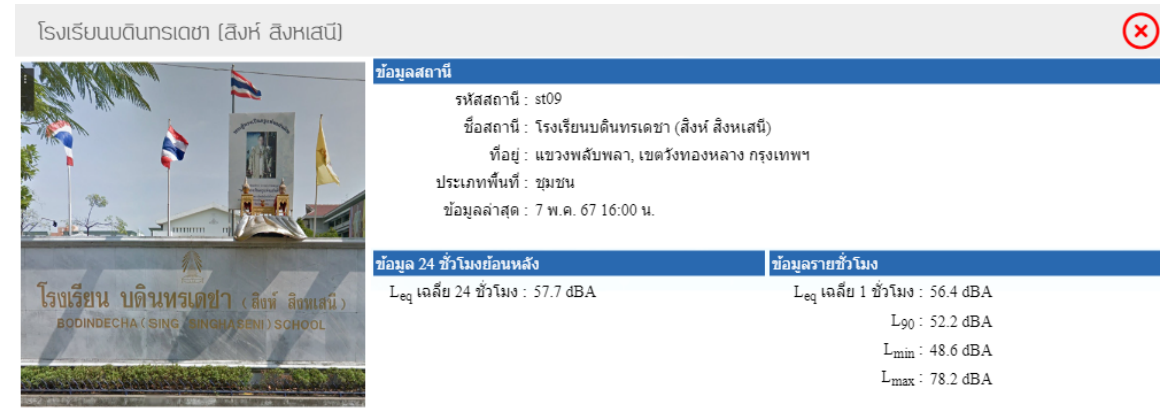 โรงเรียนบดินทรเดชา (สิงห์ สิงหเสนี)
โรงเรียน บดินทรเดชา (สิงห์ สิงหเสนี)
BODINDECHA (SING SINGHASENI) SCHOOL
ข้อมูลสถานี
รหัสสถานี : st09
ชื่อสถานี : โรงเรียนบดินทรเดชา (สิงห์ สิงหเสนี)
ที่อยู่ : แขวงพลับพลา, เขตวังทองหลาง กรุงเทพฯ
ประเภทพื้นที่ : ชุมชน
ข้อมูลล่าสุด : 7 พ.ค. 67 16:00 น.
ข้อมูล 24 ชั่วโมงย้อนหลัง
Leq เฉลี่ย 24 ชั่วโมง : 57.7 dBA
ข้อมูลรายชั่วโมง
Leq เฉลี่ย 1 ชั่วโมง : 56.4 dBA
L90 : 52.2 dBA
Lmin : 48.6 dBA
Lmax : 78.2 dBA